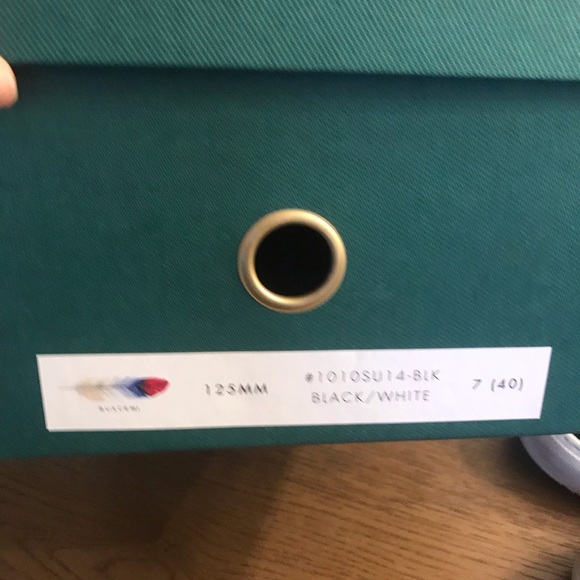 125MM
#1010SU14-BLK
BLACK/WHITE
7 (40)